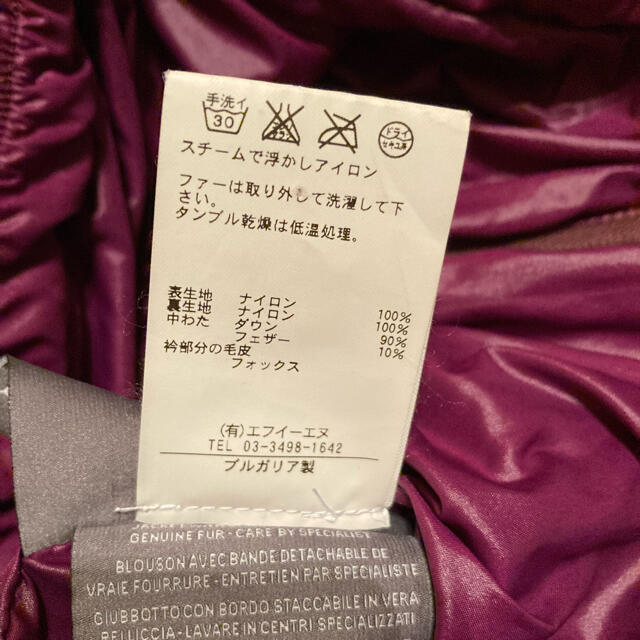 手洗イ
30
ドライ
セキユ系
スチームで浮かしアイロン
ファーは取り外して洗濯して下
さい。
タンブル乾燥は低温処理。
表生地 ナイロン 100%
裏生地 ナイロン 100%
中わた ダウン 90%
フェザー 10%
衿部分の毛皮
フォックス
(有)エフイーエヌ
TEL 03-3498-1642
ブルガリア製
GENUINE FUR - CARE BY SPECIALIST
BLOUSON AVEC BANDE DETACHABLE DE
VRAIE FOURRURE - ENTRETIEN PAR SPECIALISTE
GIUBBOTTO CON BORDO STACCABILE IN VERA
PELLICCIA - LAVARE IN CENTRI SPECIALIZZATI